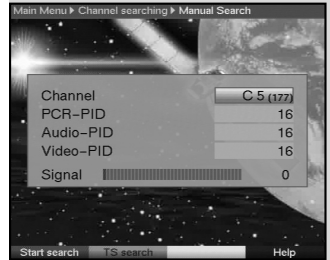 Main Menu ▶ Channel searching ▶ Manual Search
Channel C 5 (177)
PCR-PID 16
Audio-PID 16
Video-PID 16
Signal 0
Start search TS search Help